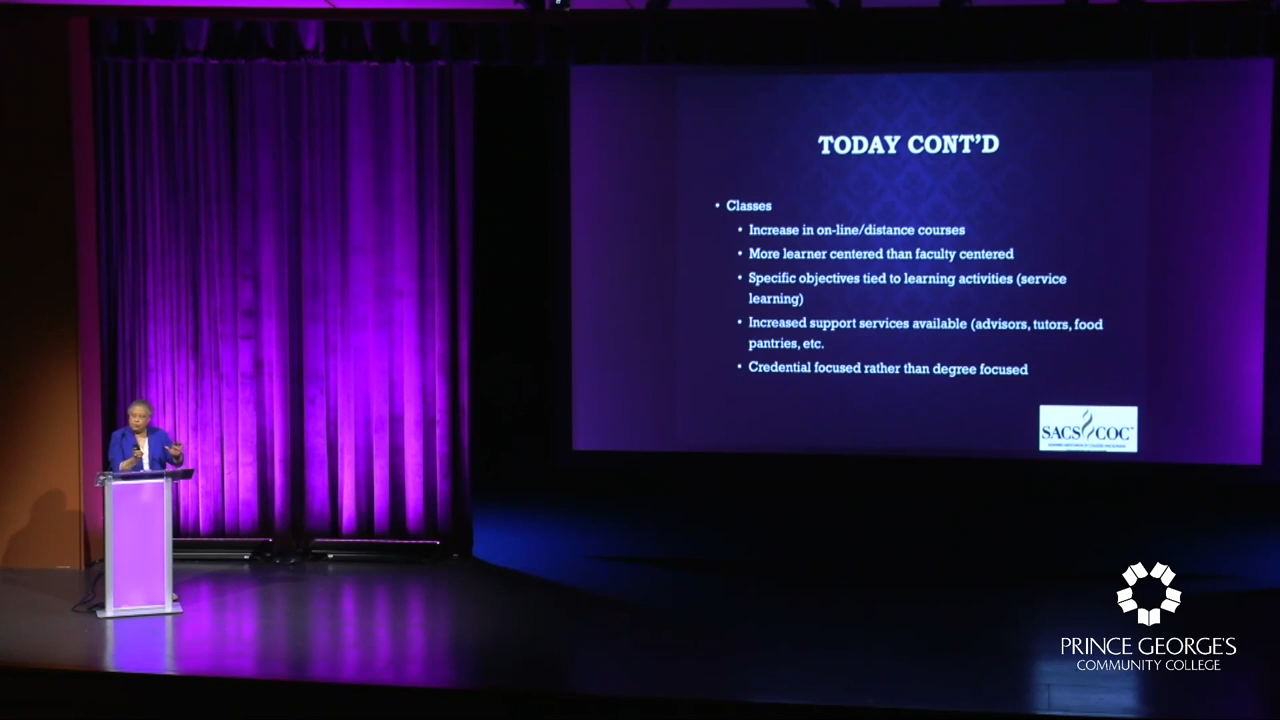 TODAY CONT'D
• Classes
• Increase in on-line/distance courses
• More learner centered than faculty centered
• Specific objectives tied to learning activities (service
learning)
• Increased support services available (advisors, tutors, food
pantries, etc.
• Credential focused rather than degree focused
SACS COC
PRINCE GEORGE'S
COMMUNITY COLLEGE